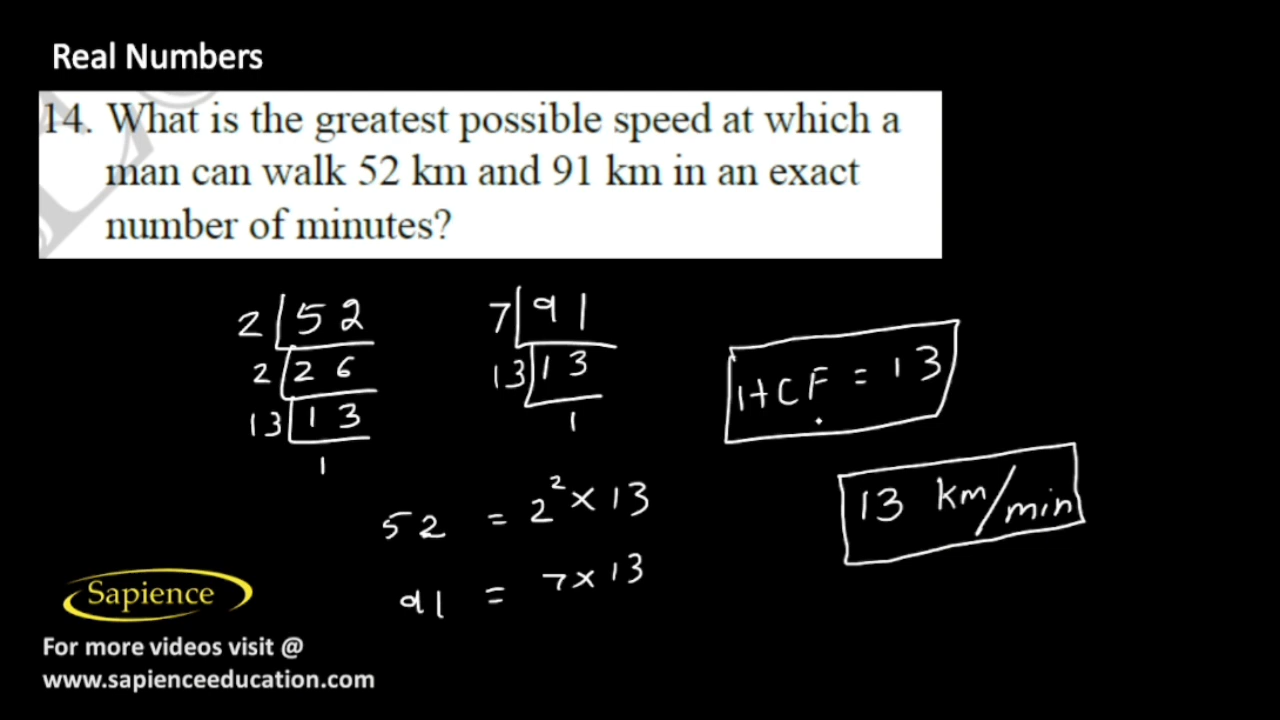 Real Numbers
14. What is the greatest possible speed at which a
man can walk 52 km and 91 km in an exact
number of minutes?
2 | 52
2 | 26
13 | 13
1
7 | 91
13 | 13
1
HCF = 13
13 km/min
52 = 2² × 13
91 = 7 × 13
Sapience
For more videos visit @
www.sapienceeducation.com